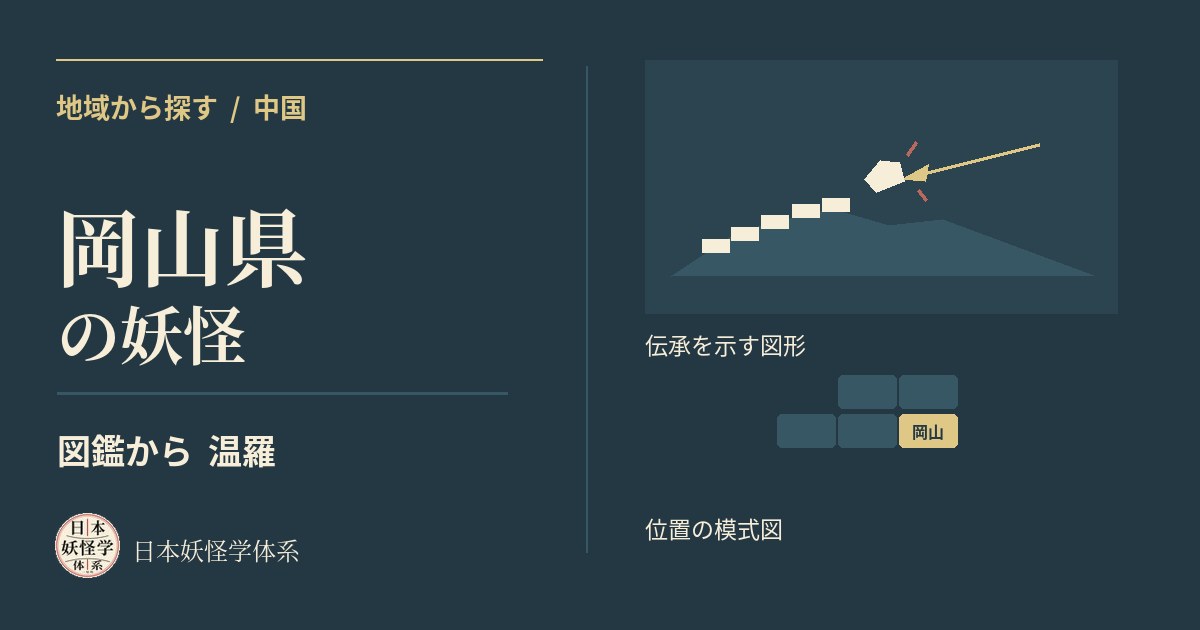 地域から探す / 中国
岡山県
の妖怪
図鑑から 温羅
日本
妖怪学
体系
日本妖怪学体系
伝承を示す図形
岡山
位置の模式図